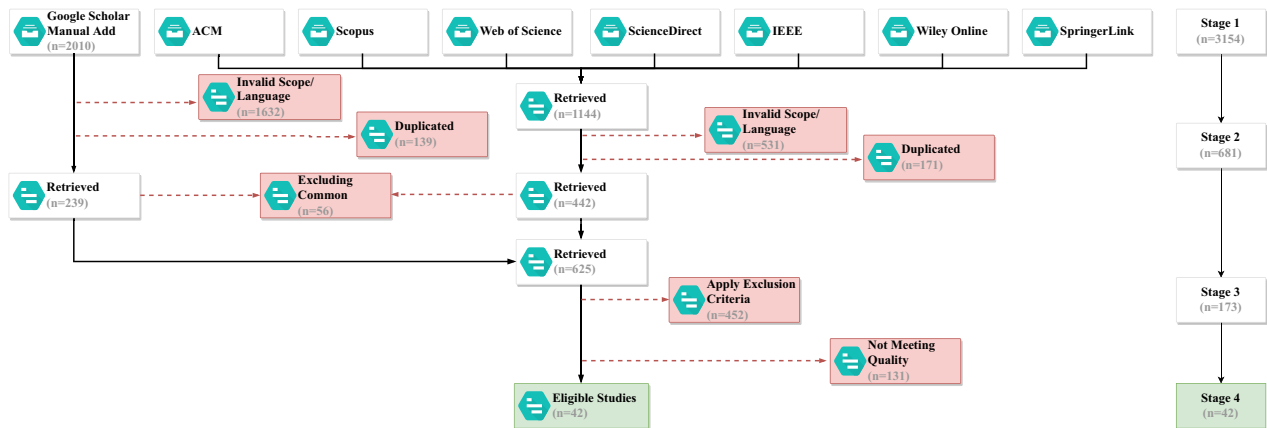 Google Scholar
Manual Add
(n=2010)
ACM
Scopus
Web of Science
ScienceDirect
IEEE
Wiley Online
SpringerLink
Stage 1
(n=3154)
Invalid Scope/
Language
(n=1632)
Retrieved
(n=1144)
Invalid Scope/
Language
(n=531)
Duplicated
(n=139)
Duplicated
(n=171)
Stage 2
(n=681)
Retrieved
(n=239)
Excluding
Common
(n=56)
Retrieved
(n=442)
Retrieved
(n=625)
Apply Exclusion
Criteria
(n=452)
Stage 3
(n=173)
Not Meeting
Quality
(n=131)
Eligible Studies
(n=42)
Stage 4
(n=42)